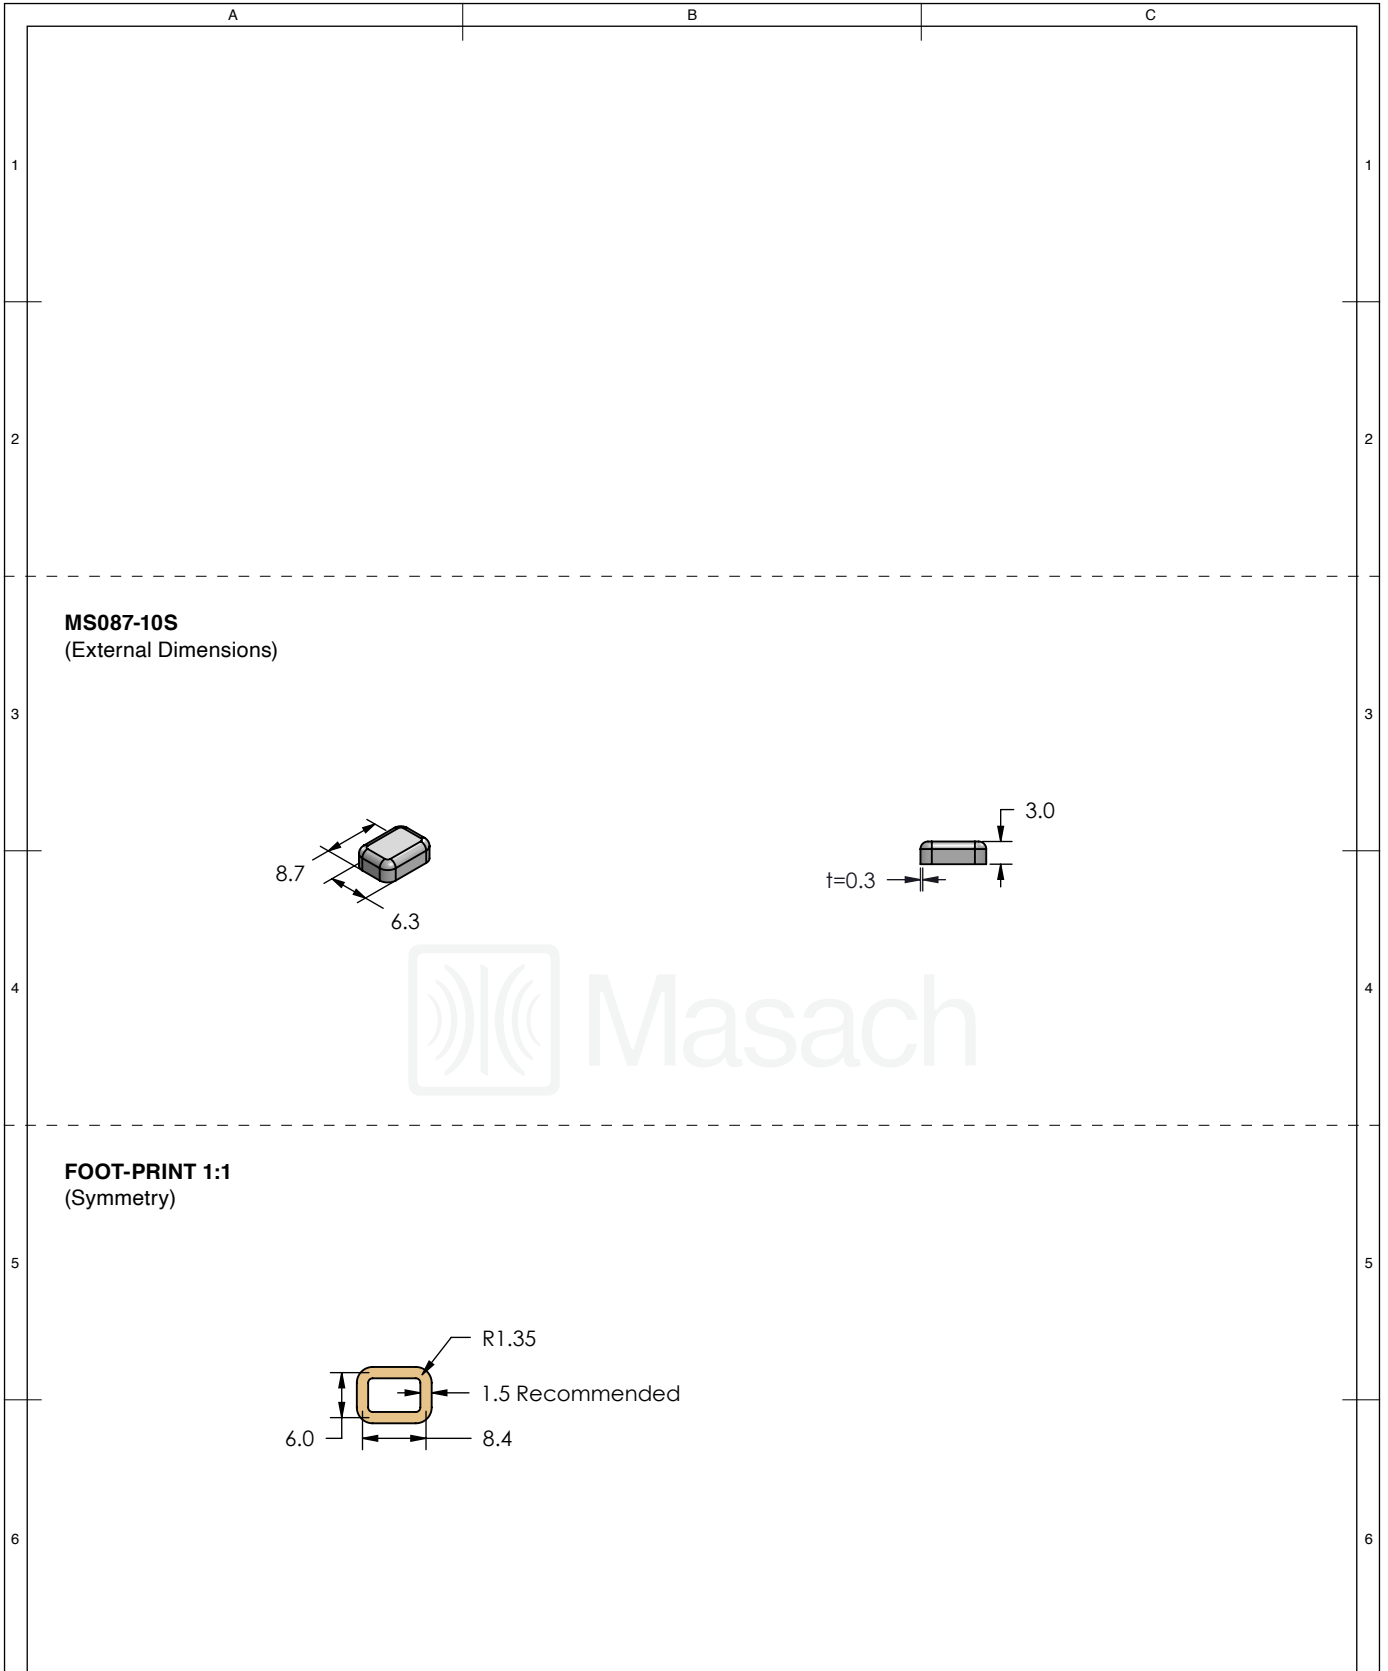 A B C
1 1
2 2
MS087-10S
(External Dimensions)
3 3
3.0
8.7
t=0.3
6.3
Masach
4 4
FOOT-PRINT 1:1
(Symmetry)
5 5
R1.35
1.5 Recommended
6.0 8.4
6 6